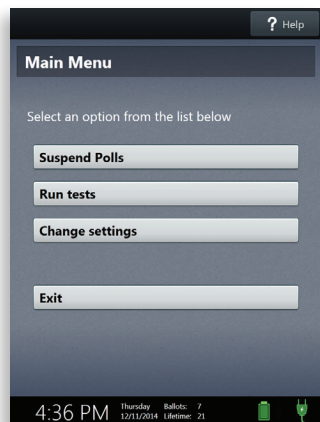 ? Help
Main Menu
Select an option from the list below
Suspend Polls
Run tests
Change settings
Exit
4:36 PM Thursday Ballots: 7
12/11/2014 Lifetime: 21